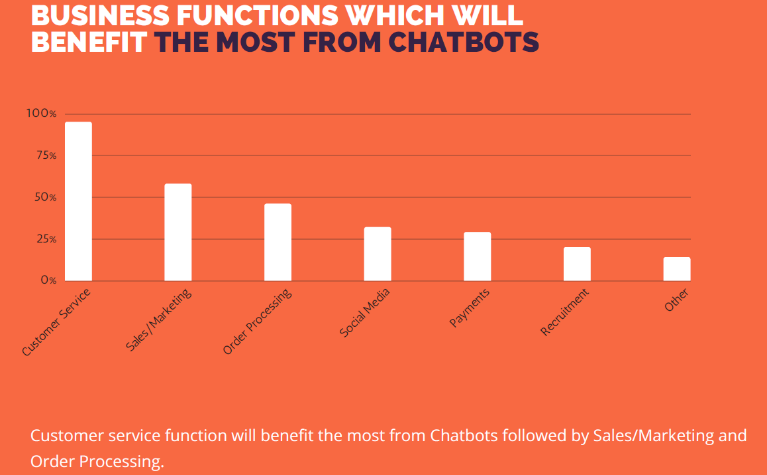 BUSINESS FUNCTIONS WHICH WILL
BENEFIT THE MOST FROM CHATBOTS
100%
75%
50%
25%
0%
Customer Service
Sales/Marketing
Order Processing
Social Media
Payments
Recruitment
Other
Customer service function will benefit the most from Chatbots followed by Sales/Marketing and
Order Processing.